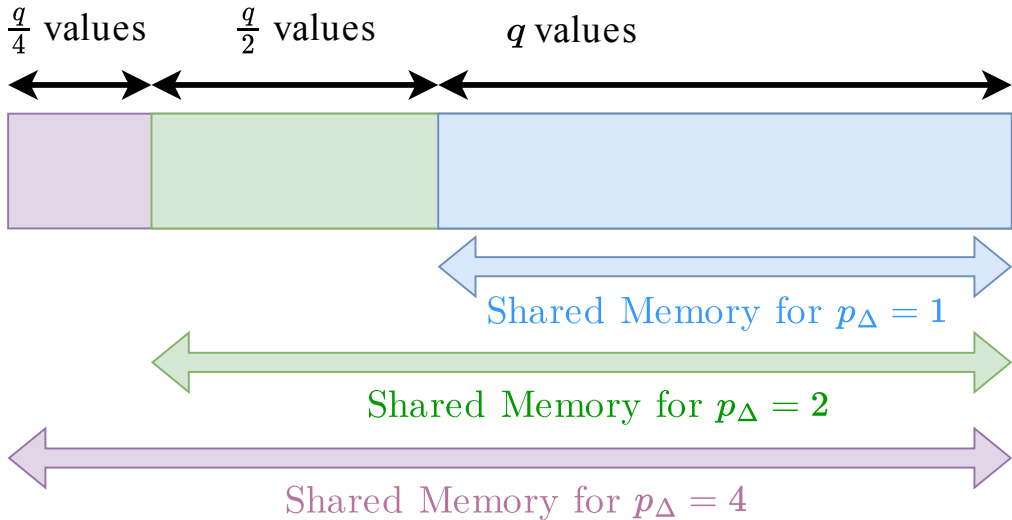 q/4 values q/2 values q values
Shared Memory for p_Δ = 1
Shared Memory for p_Δ = 2
Shared Memory for p_Δ = 4